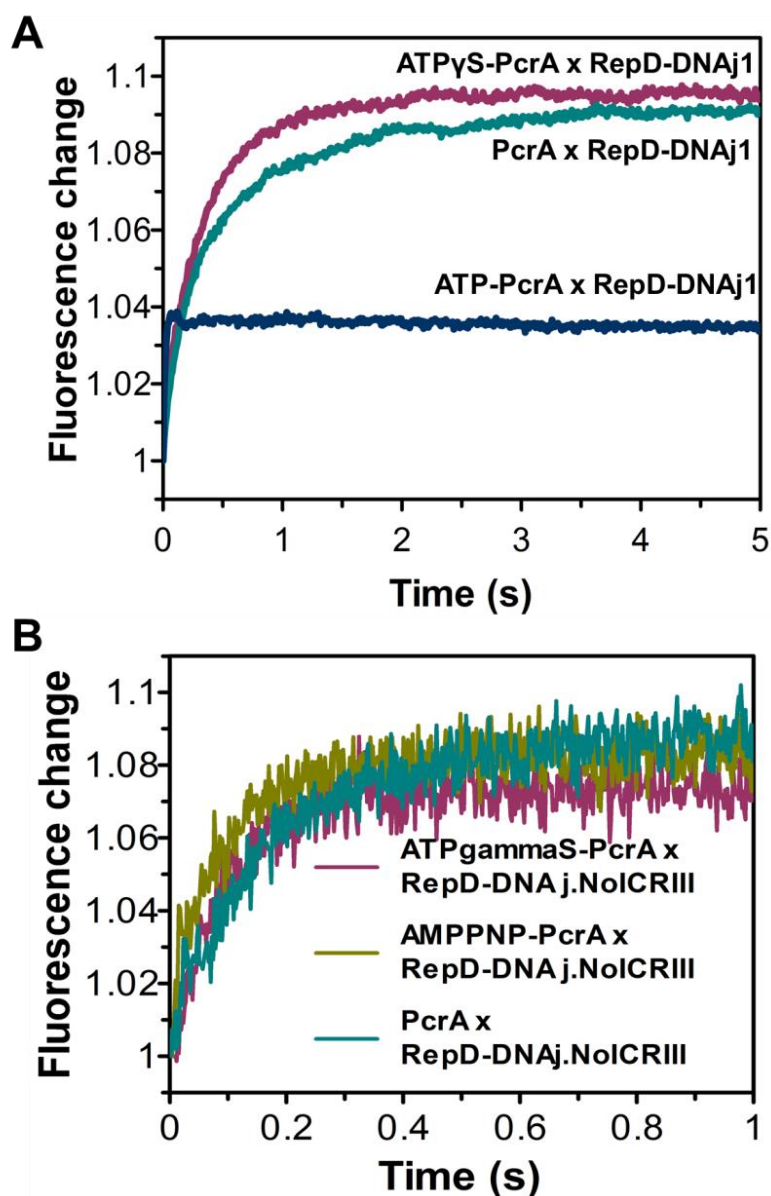 A
Fluorescence change
1.1
1.08
1.06
1.04
1.02
1
ATPγS-PcrA x RepD-DNAj1
PcrA x RepD-DNAj1
ATP-PcrA x RepD-DNAj1
0 1 2 3 4 5
Time (s)
B
Fluorescence change
1.1
1.08
1.06
1.04
1.02
1
ATPgammaS-PcrA x
RepD-DNA j.NoICRIII
AMPPNP-PcrA x
RepD-DNA j.NoICRIII
PcrA x
RepD-DNAj.NoICRIII
0 0.2 0.4 0.6 0.8 1
Time (s)